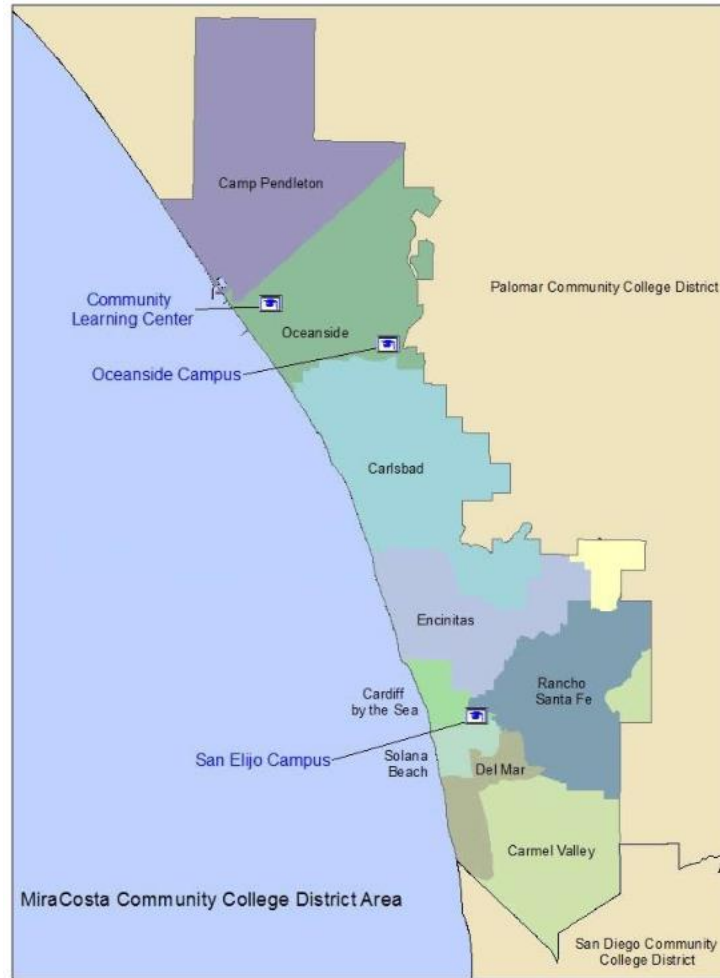 Camp Pendleton
Palomar Community College District
Community
Learning Center
Oceanside
Oceanside Campus
Carlsbad
Encinitas
Rancho
Santa Fe
Cardiff
by the Sea
San Elijo Campus
Solana
Beach
Del Mar
Carmel Valley
MiraCosta Community College District Area
San Diego Community
College District